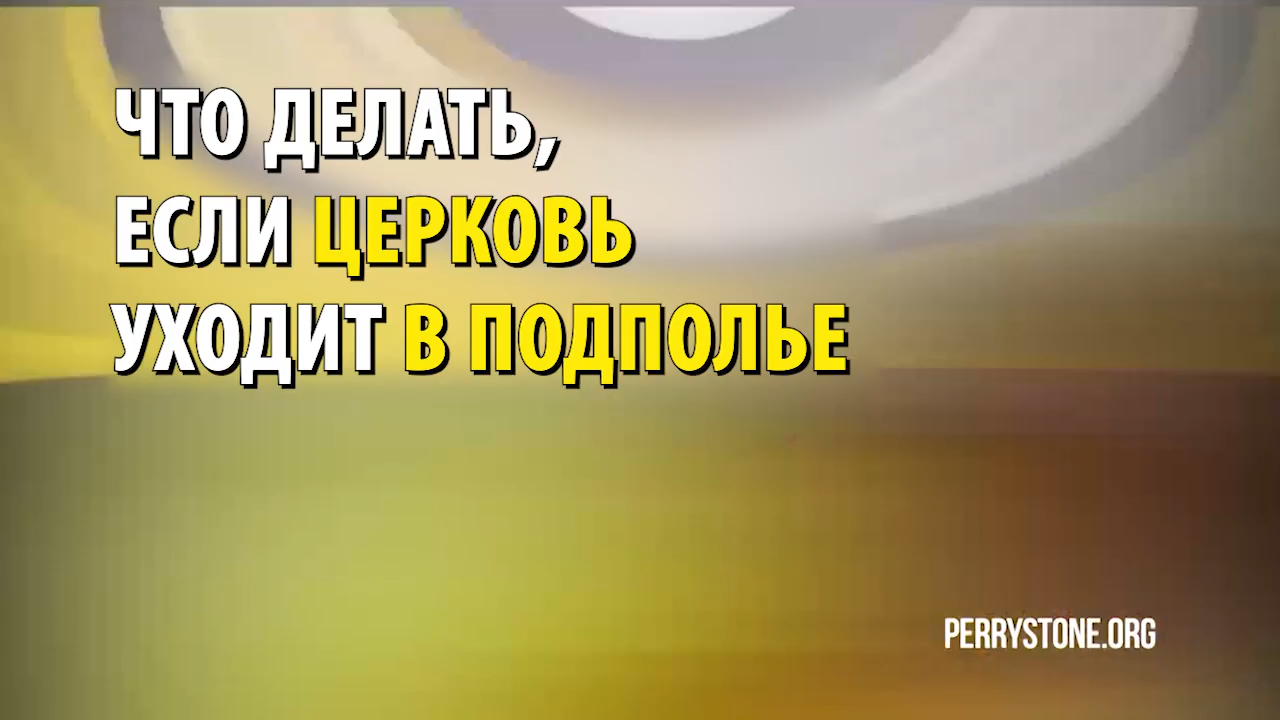 ЧТО ДЕЛАТЬ,
ЕСЛИ ЦЕРКОВЬ
УХОДИТ В ПОДПОЛЬЕ
PERRYSTONE.ORG